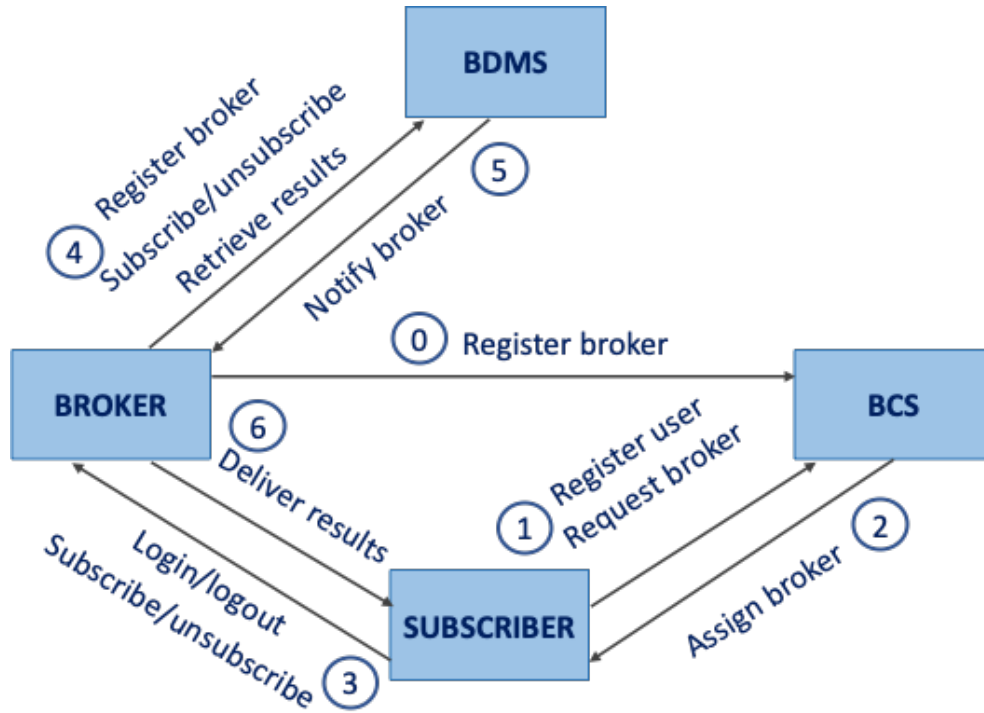 BDMS
4
Register broker
Subscribe/unsubscribe
Retrieve results
5
Notify broker
0
Register broker
BROKER
BCS
6
Deliver results
1
Register user
Request broker
2
Assign broker
Login/logout
Subscribe/unsubscribe
3
SUBSCRIBER